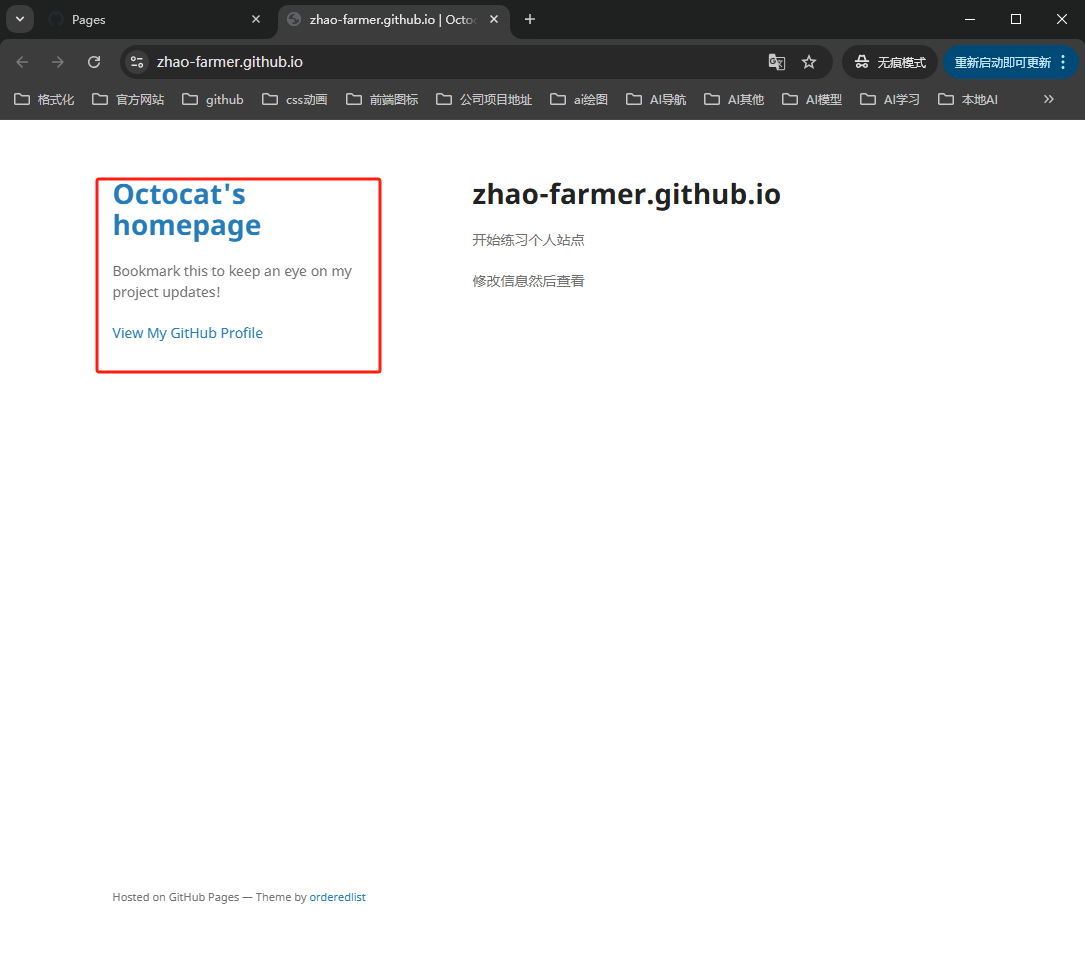 Pages
zhao-farmer.github.io | Octoc
zhao-farmer.github.io
无痕模式
重新启动即可更新
格式化
官方网站
github
css动画
前端图标
公司项目地址
ai绘图
AI导航
AI其他
AI模型
AI学习
本地AI
Octocat's
homepage
Bookmark this to keep an eye on my
project updates!
View My GitHub Profile
zhao-farmer.github.io
开始练习个人站点
修改信息然后查看
Hosted on GitHub Pages — Theme by orderedlist